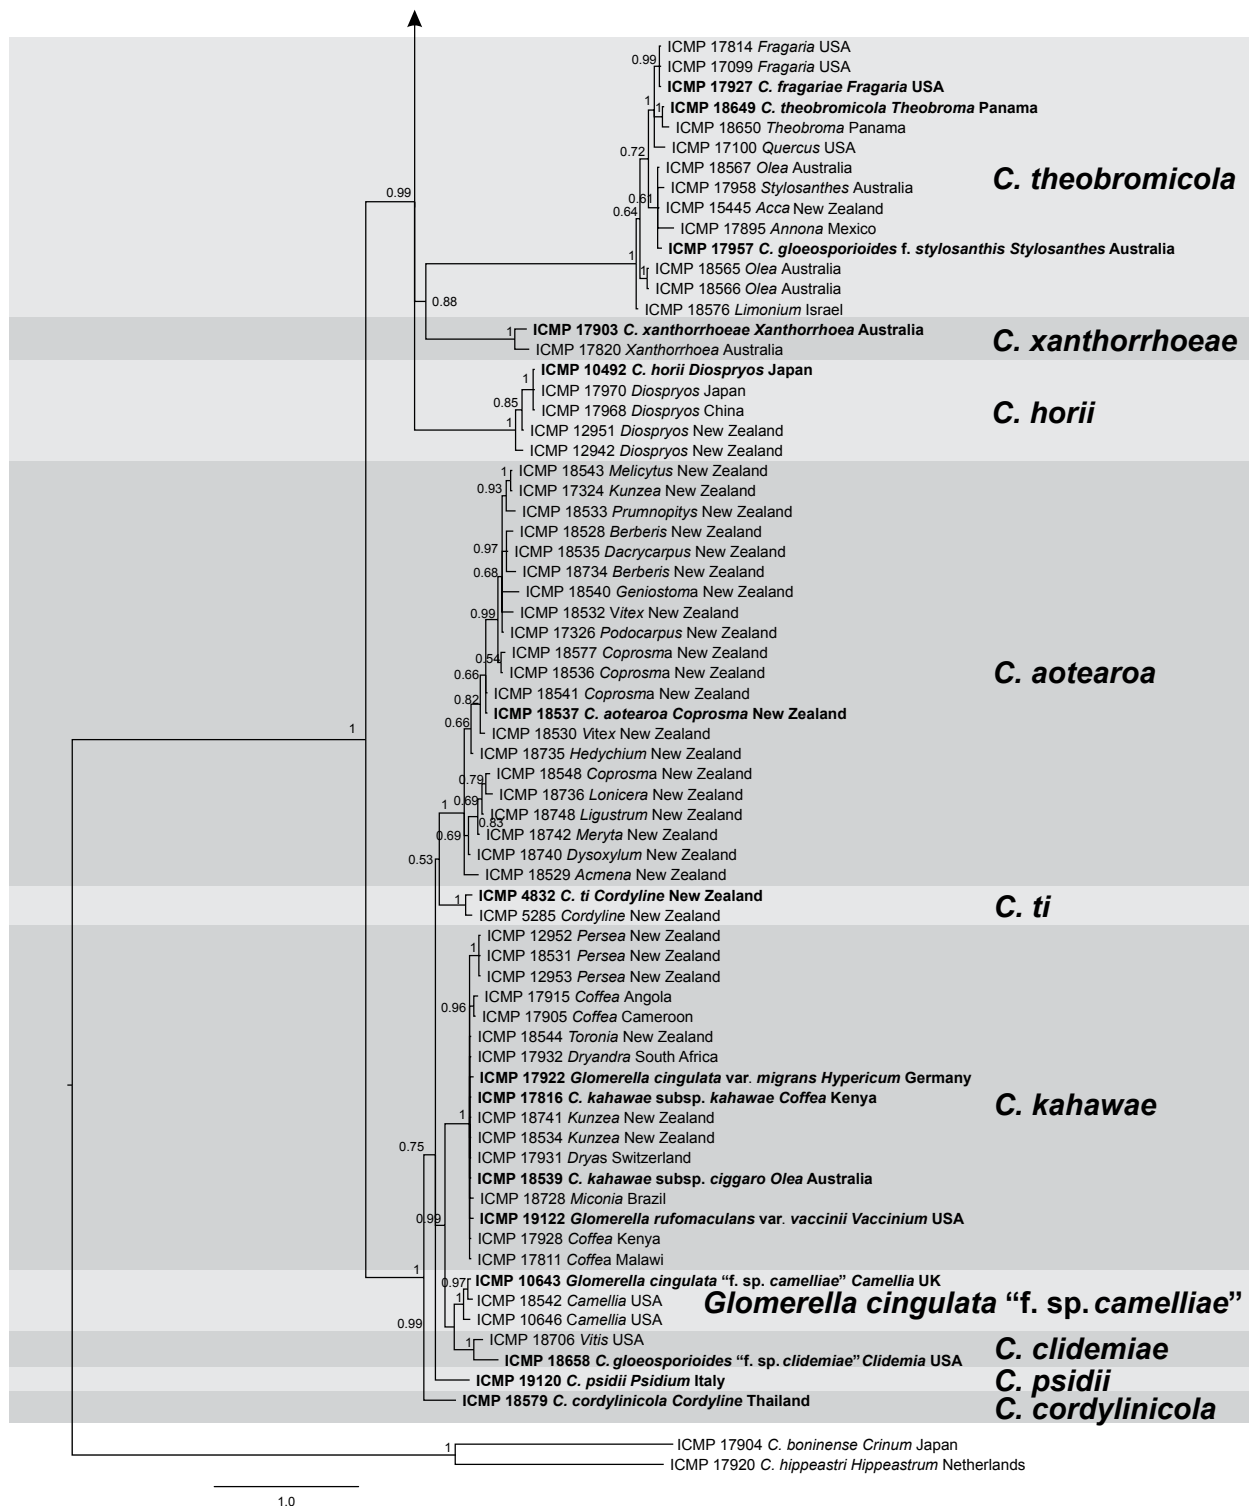 ICMP 17814 Fragaria USA
0.99
ICMP 17099 Fragaria USA
ICMP 17927 C. fragariae Fragaria USA
1
1
ICMP 18649 C. theobromicola Theobroma Panama
ICMP 18650 Theobroma Panama
ICMP 17100 Quercus USA
0.72
ICMP 18567 Olea Australia
C. theobromicola
ICMP 17958 Stylosanthes Australia
0.99
0.61
ICMP 15445 Acca New Zealand
0.64
ICMP 17895 Annona Mexico
ICMP 17957 C. gloeosporioides f. stylosanthis Stylosanthes Australia
1
1
ICMP 18565 Olea Australia
ICMP 18566 Olea Australia
0.88
ICMP 18576 Limonium Israel
1
ICMP 17903 C. xanthorrhoeae Xanthorrhoea Australia
C. xanthorrhoeae
ICMP 17820 Xanthorrhoea Australia
ICMP 10492 C. horii Diospryos Japan
1
ICMP 17970 Diospryos Japan
0.85
ICMP 17968 Diospryos China
C. horii
1
ICMP 12951 Diospryos New Zealand
ICMP 12942 Diospryos New Zealand
1
ICMP 18543 Melicytus New Zealand
0.93
ICMP 17324 Kunzea New Zealand
ICMP 18533 Prumnopitys New Zealand
ICMP 18528 Berberis New Zealand
0.97
ICMP 18535 Dacrycarpus New Zealand
0.68
ICMP 18734 Berberis New Zealand
ICMP 18540 Geniostoma New Zealand
0.99
ICMP 18532 Vitex New Zealand
ICMP 17326 Podocarpus New Zealand
ICMP 18577 Coprosma New Zealand
0.54
0.66
ICMP 18536 Coprosma New Zealand
C. aotearoa
ICMP 18541 Coprosma New Zealand
0.82
ICMP 18537 C. aotearoa Coprosma New Zealand
0.66
ICMP 18530 Vitex New Zealand
1
ICMP 18735 Hedychium New Zealand
0.79
ICMP 18548 Coprosma New Zealand
ICMP 18736 Lonicera New Zealand
1
0.69
ICMP 18748 Ligustrum New Zealand
0.83
0.69
ICMP 18742 Meryta New Zealand
0.53
ICMP 18740 Dysoxylum New Zealand
ICMP 18529 Acmena New Zealand
1
ICMP 4832 C. ti Cordyline New Zealand
C. ti
ICMP 5285 Cordyline New Zealand
ICMP 12952 Persea New Zealand
1
ICMP 18531 Persea New Zealand
ICMP 12953 Persea New Zealand
ICMP 17915 Coffea Angola
0.96
ICMP 17905 Coffea Cameroon
ICMP 18544 Toronia New Zealand
ICMP 17932 Dryandra South Africa
ICMP 17922 Glomerella cingulata var. migrans Hypericum Germany
ICMP 17816 C. kahawae subsp. kahawae Coffea Kenya
C. kahawae
1
ICMP 18741 Kunzea New Zealand
ICMP 18534 Kunzea New Zealand
0.75
ICMP 17931 Dryas Switzerland
ICMP 18539 C. kahawae subsp. ciggaro Olea Australia
ICMP 18728 Miconia Brazil
0.99
ICMP 19122 Glomerella rufomaculans var. vaccinii Vaccinium USA
ICMP 17928 Coffea Kenya
ICMP 17811 Coffea Malawi
1
0.97
ICMP 10643 Glomerella cingulata “f. sp. camelliae” Camellia UK
1
ICMP 18542 Camellia USA
Glomerella cingulata “f. sp. camelliae”
0.99
ICMP 10646 Camellia USA
1
ICMP 18706 Vitis USA
C. clidemiae
ICMP 18658 C. gloeosporioides “f. sp. clidemiae” Clidemia USA
ICMP 19120 C. psidii Psidium Italy
C. psidii
ICMP 18579 C. cordylinicola Cordyline Thailand
C. cordylinicola
1
ICMP 17904 C. boninense Crinum Japan
ICMP 17920 C. hippeastri Hippeastrum Netherlands
1.0